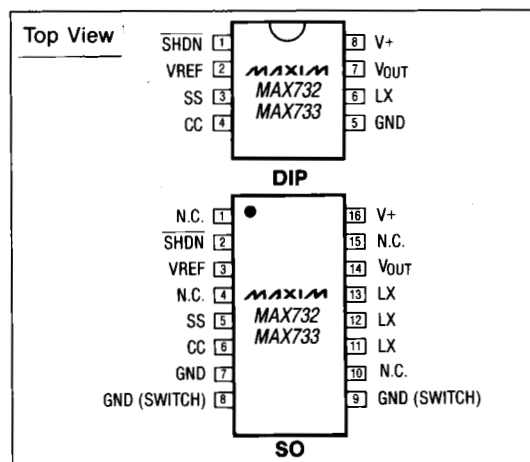 Top View
SHDN 1
VREF 2
SS 3
CC 4
MAXIM
MAX732
MAX733
8 V+
7 VOUT
6 LX
5 GND
DIP
N.C. 1
SHDN 2
VREF 3
N.C. 4
SS 5
CC 6
GND 7
GND (SWITCH) 8
MAXIM
MAX732
MAX733
16 V+
15 N.C.
14 VOUT
13 LX
12 LX
11 LX
10 N.C.
9 GND (SWITCH)
SO